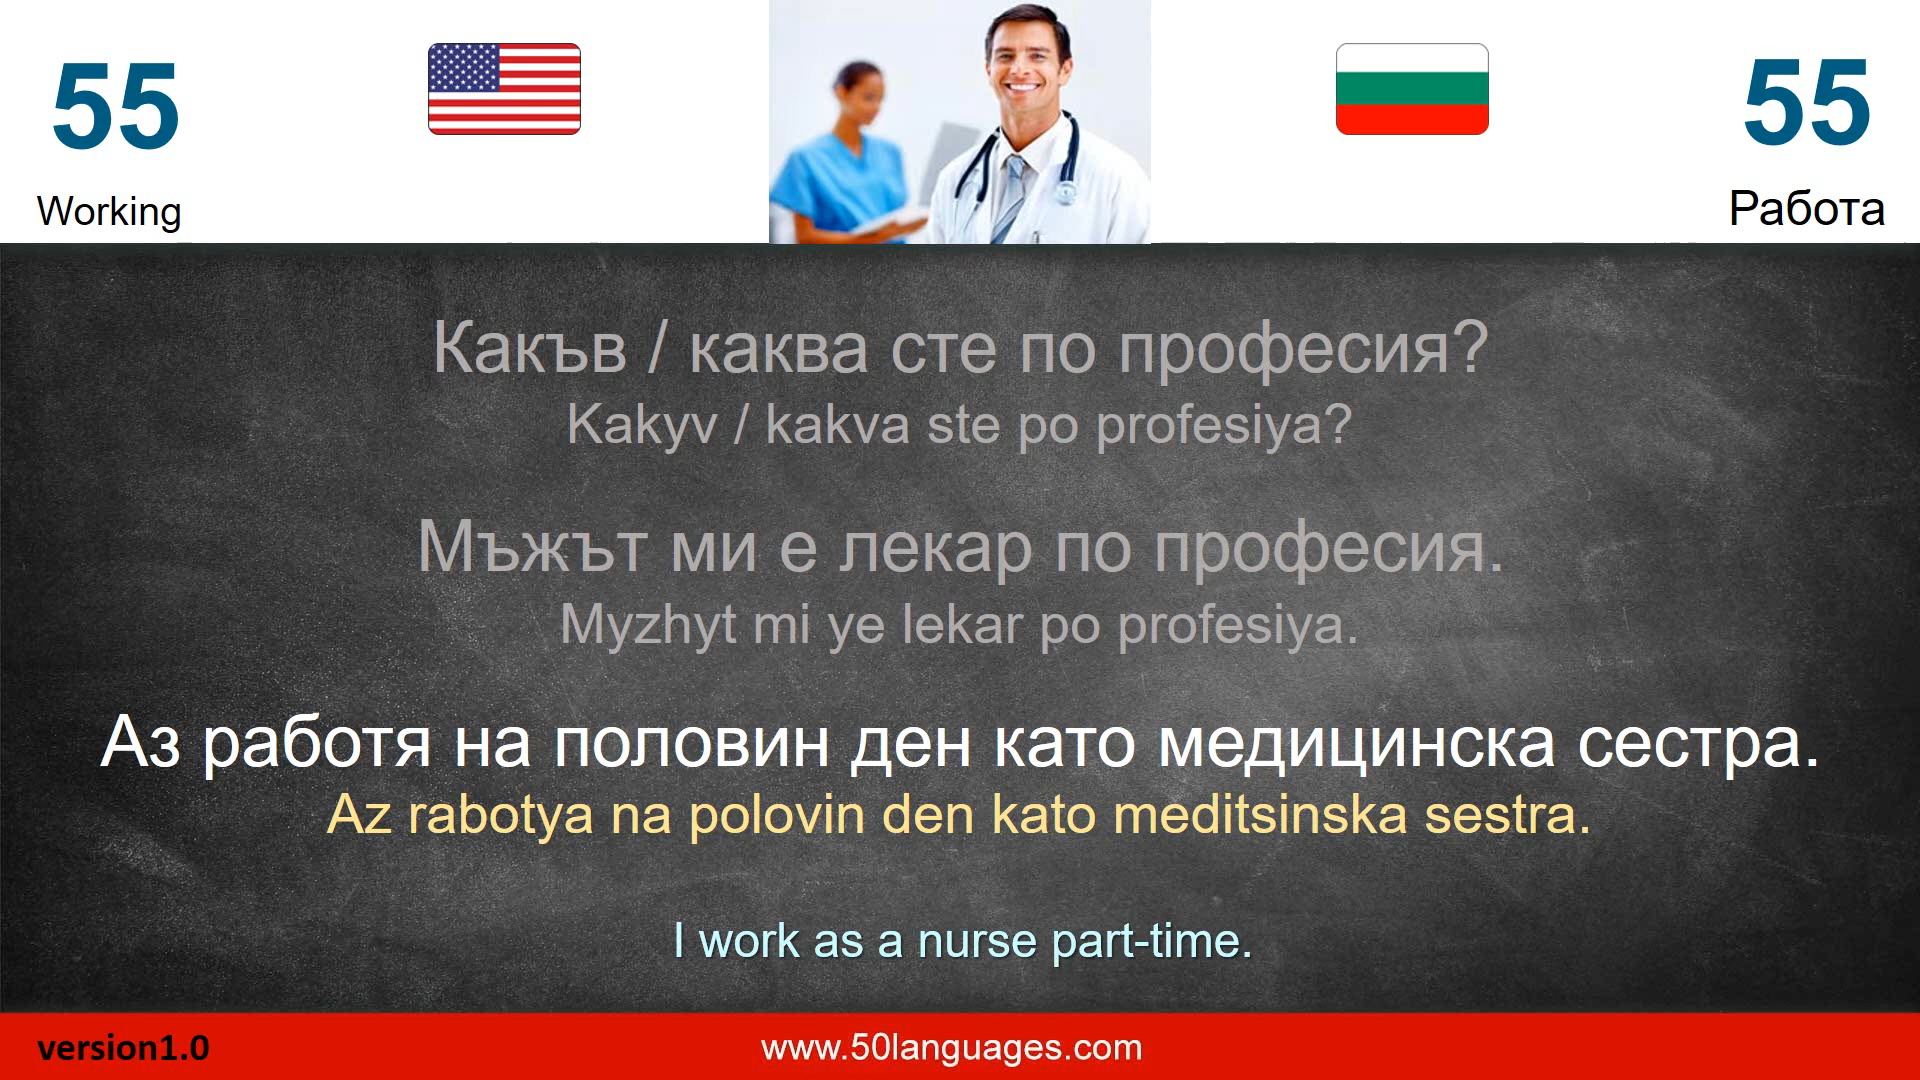 55
55
Working
Работа
Какъв / каква сте по професия?
Kakyv / kakva ste po profesiya?
Мъжът ми е лекар по професия.
Myzhyt mi ye lekar po profesiya.
Аз работя на половин ден като медицинска сестра.
Az rabotya na polovin den kato meditsinska sestra.
I work as a nurse part-time.
version1.0
www.50languages.com